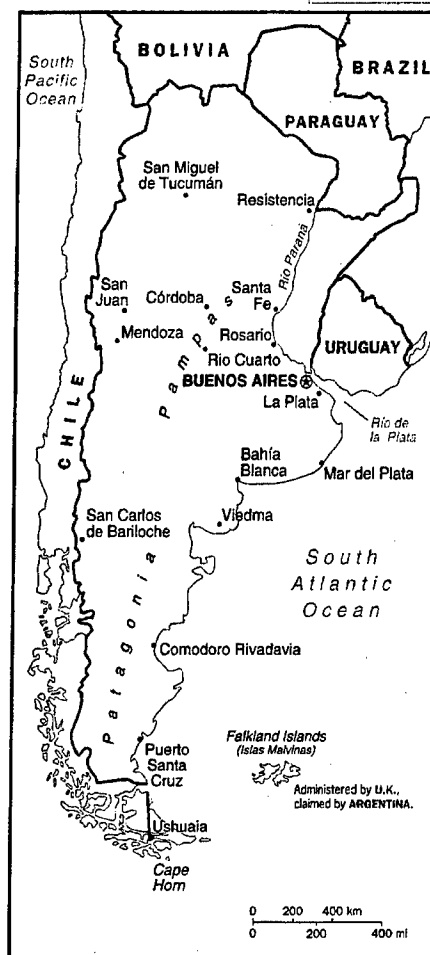 BOLIVIA
BRAZIL
South
Pacific
Ocean
PARAGUAY
San Miguel
de Tucumán
Resistencia
Río Paraná
San
Juan
Córdoba
Santa
Fe
Mendoza
Pampas
Rosario
Río Cuarto
URUGUAY
BUENOS AIRES
La Plata
Río de
la Plata
CHILE
Bahía
Blanca
Mar del Plata
San Carlos
de Bariloche
Viedma
South
Atlantic
Ocean
Patagonia
Comodoro Rivadavia
Falkland Islands
(Islas Malvinas)
Puerto
Santa
Cruz
Administered by U.K.,
claimed by ARGENTINA.
Ushuaia
Cape
Horn
0 200 400 km
0 200 400 mi